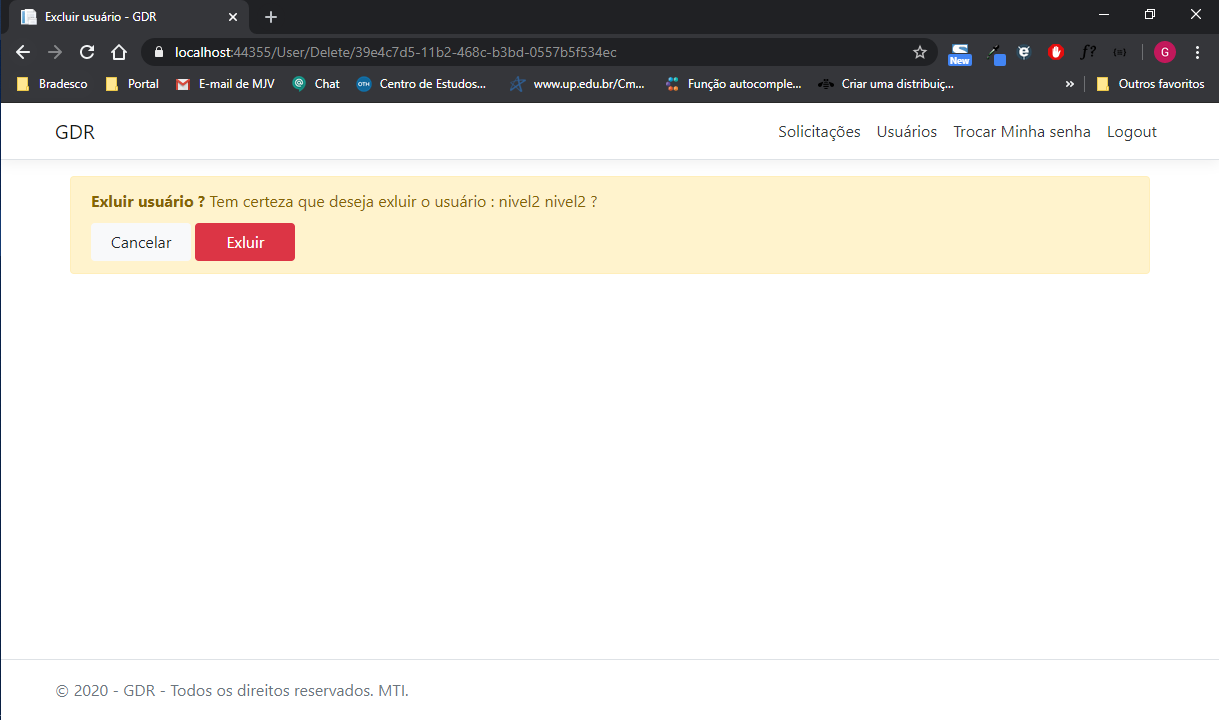 Excluir usuário - GDR
localhost:44355/User/Delete/39e4c7d5-11b2-468c-b3bd-0557b5f534ec
New
f?
G
Bradesco Portal E-mail de MJV Chat OTH Centro de Estudos... www.up.edu.br/Cm... Função autocomple... Criar uma distribuiç... » Outros favoritos
GDR Solicitações Usuários Trocar Minha senha Logout
Exluir usuário ? Tem certeza que deseja exluir o usuário : nivel2 nivel2 ?
Cancelar Exluir
© 2020 - GDR - Todos os direitos reservados. MTI.